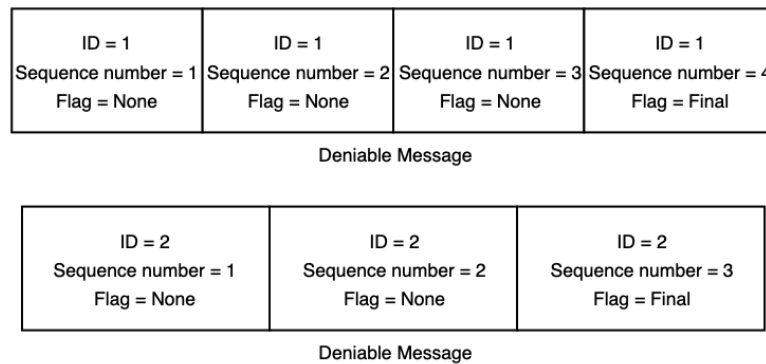 ID = 1
Sequence number = 1
Flag = None
ID = 1
Sequence number = 2
Flag = None
ID = 1
Sequence number = 3
Flag = None
ID = 1
Sequence number = 4
Flag = Final
Deniable Message
ID = 2
Sequence number = 1
Flag = None
ID = 2
Sequence number = 2
Flag = None
ID = 2
Sequence number = 3
Flag = Final
Deniable Message